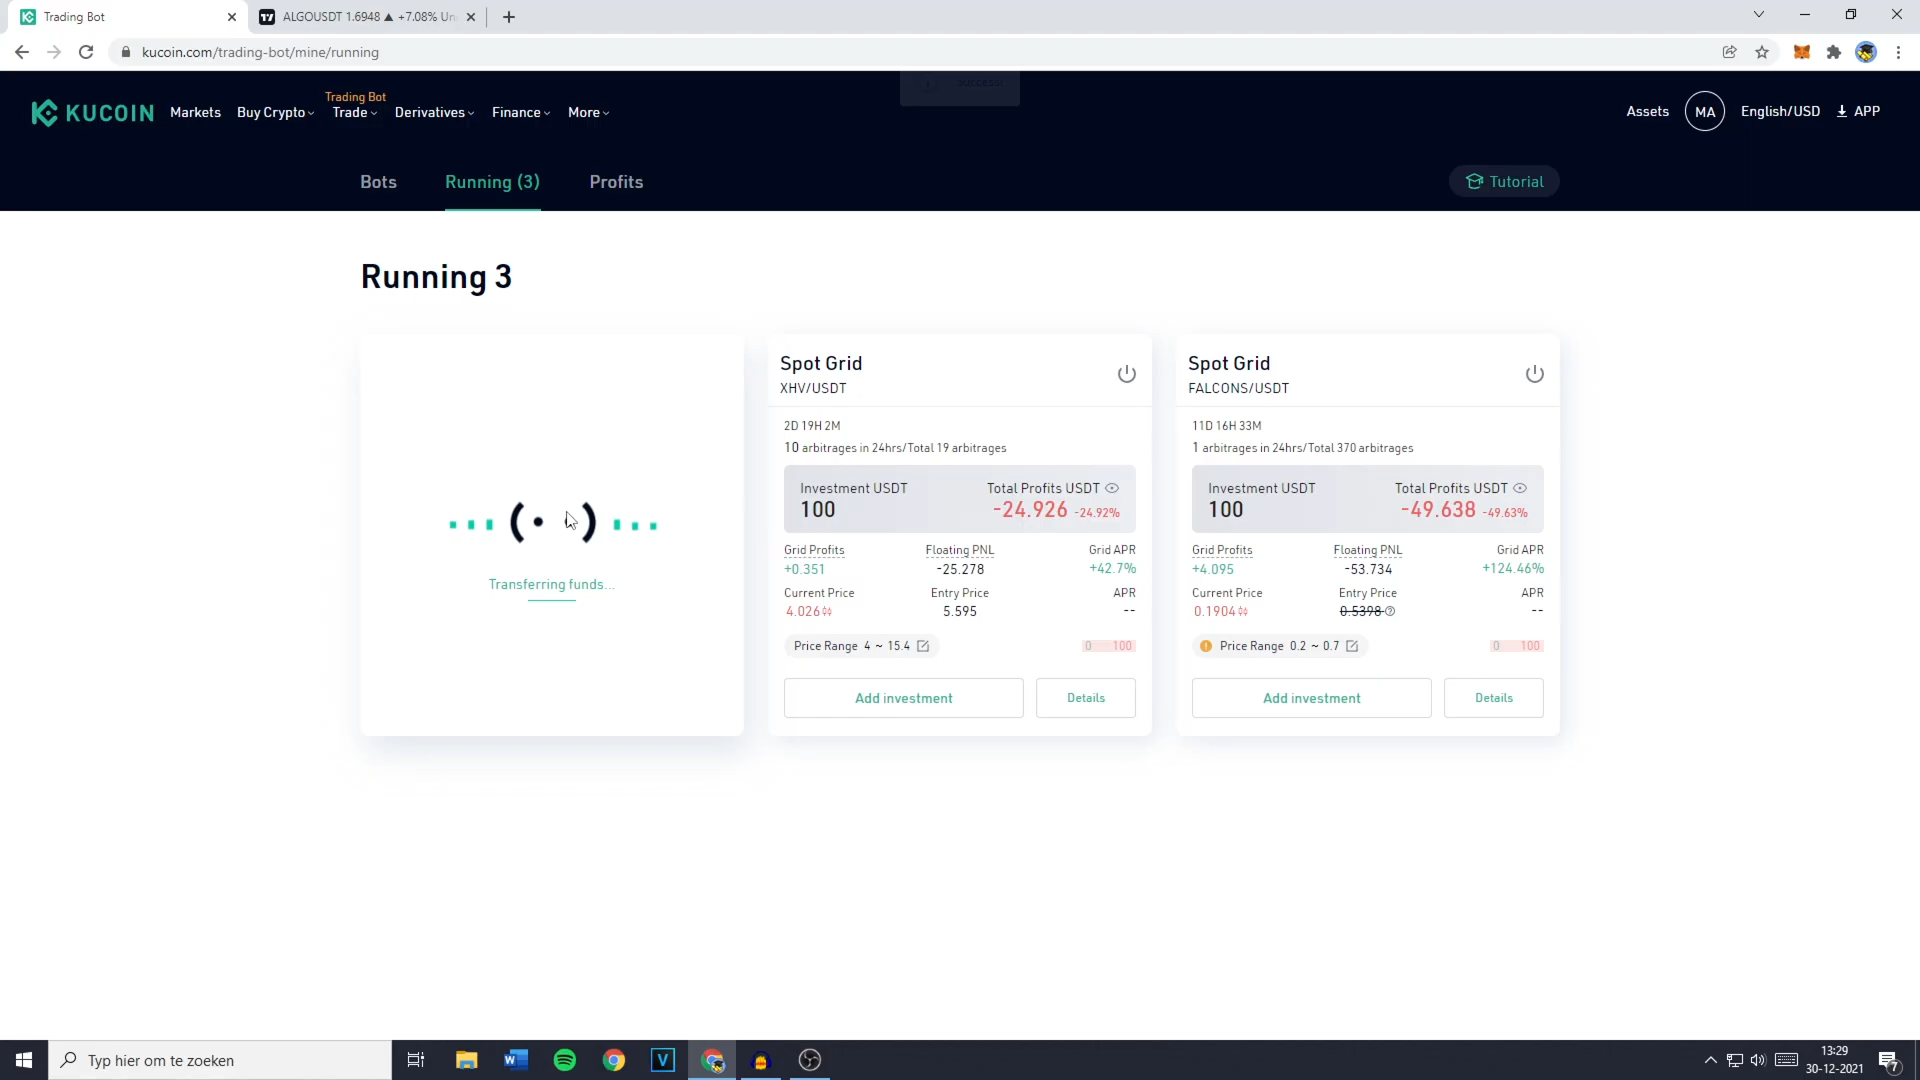 Trading Bot
ALGOUSDT 1.6948 ▲ +7.08% Un
kucoin.com/trading-bot/mine/running
success!
KUCOIN
Markets
Buy Crypto
Trading Bot
Trade
Derivatives
Finance
More
Assets
MA
English/USD
APP
Bots
Running (3)
Profits
Tutorial
Running 3
Transferring funds...
Spot Grid
XHV/USDT
2D 19H 2M
10 arbitrages in 24hrs/Total 19 arbitrages
Investment USDT
Total Profits USDT
100
-24.926 -24.92%
Grid Profits
Floating PNL
Grid APR
+0.351
-25.278
+42.7%
Current Price
Entry Price
APR
4.026
5.595
--
Price Range 4 ~ 15.4
0 100
Add investment
Details
Spot Grid
FALCONS/USDT
11D 16H 33M
1 arbitrages in 24hrs/Total 370 arbitrages
Investment USDT
Total Profits USDT
100
-49.638 -49.63%
Grid Profits
Floating PNL
Grid APR
+4.095
-53.734
+124.46%
Current Price
Entry Price
APR
0.1904
0.5398
--
Price Range 0.2 ~ 0.7
0 100
Add investment
Details
Typ hier om te zoeken
13:29
30-12-2021
7